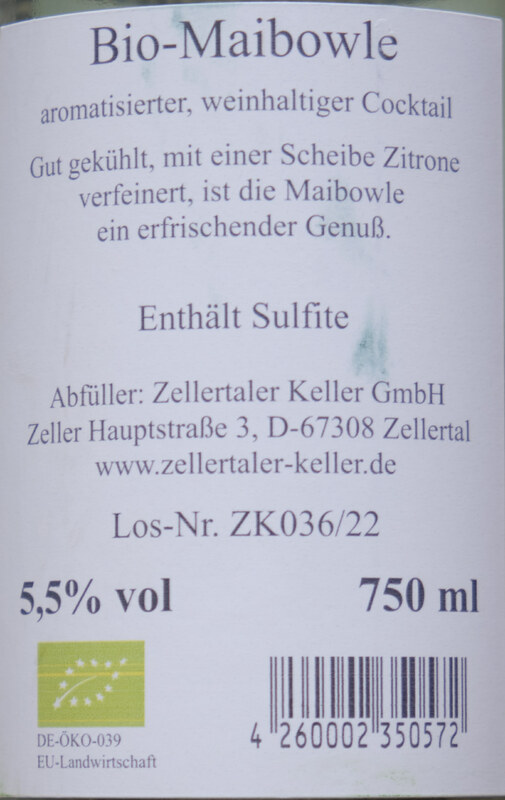 Bio-Maibowle
aromatisierter, weinhaltiger Cocktail
Gut gekühlt, mit einer Scheibe Zitrone
verfeinert, ist die Maibowle
ein erfrischender Genuß.
Enthält Sulfite
Abfüller: Zellertaler Keller GmbH
Zeller Hauptstraße 3, D-67308 Zellertal
www.zellertaler-keller.de
Los-Nr. ZK036/22
5,5% vol 750 ml
DE-ÖKO-039
EU-Landwirtschaft
4 260002 350572